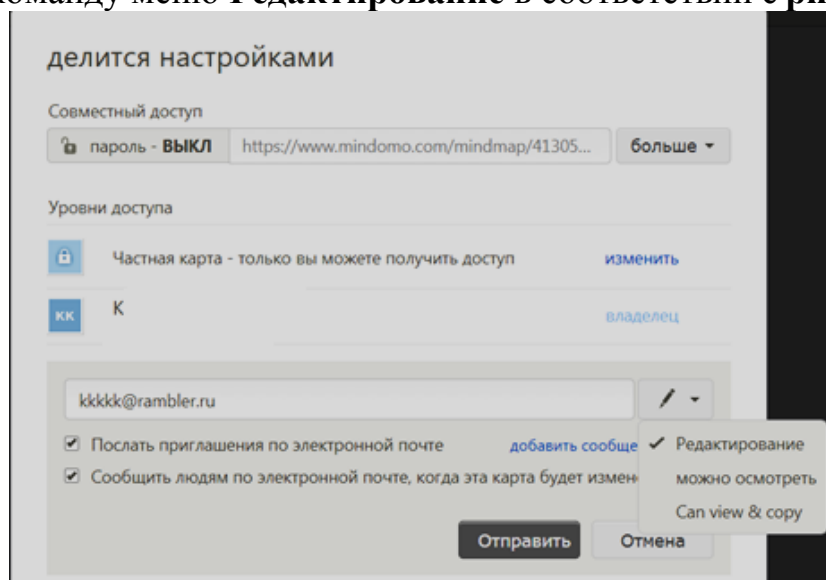 команду меню Редактирование в соответствии с
делится настройками
Совместный доступ
пароль - ВЫКЛ https://www.mindomo.com/mindmap/41305... больше
Уровни доступа
Частная карта - только вы можете получить доступ изменить
КК К владелец
kkkkk@rambler.ru
Послать приглашения по электронной почте добавить сообще
Редактирование
Сообщить людям по электронной почте, когда эта карта будет измен
можно осмотреть
Can view & copy
Отправить Отмена